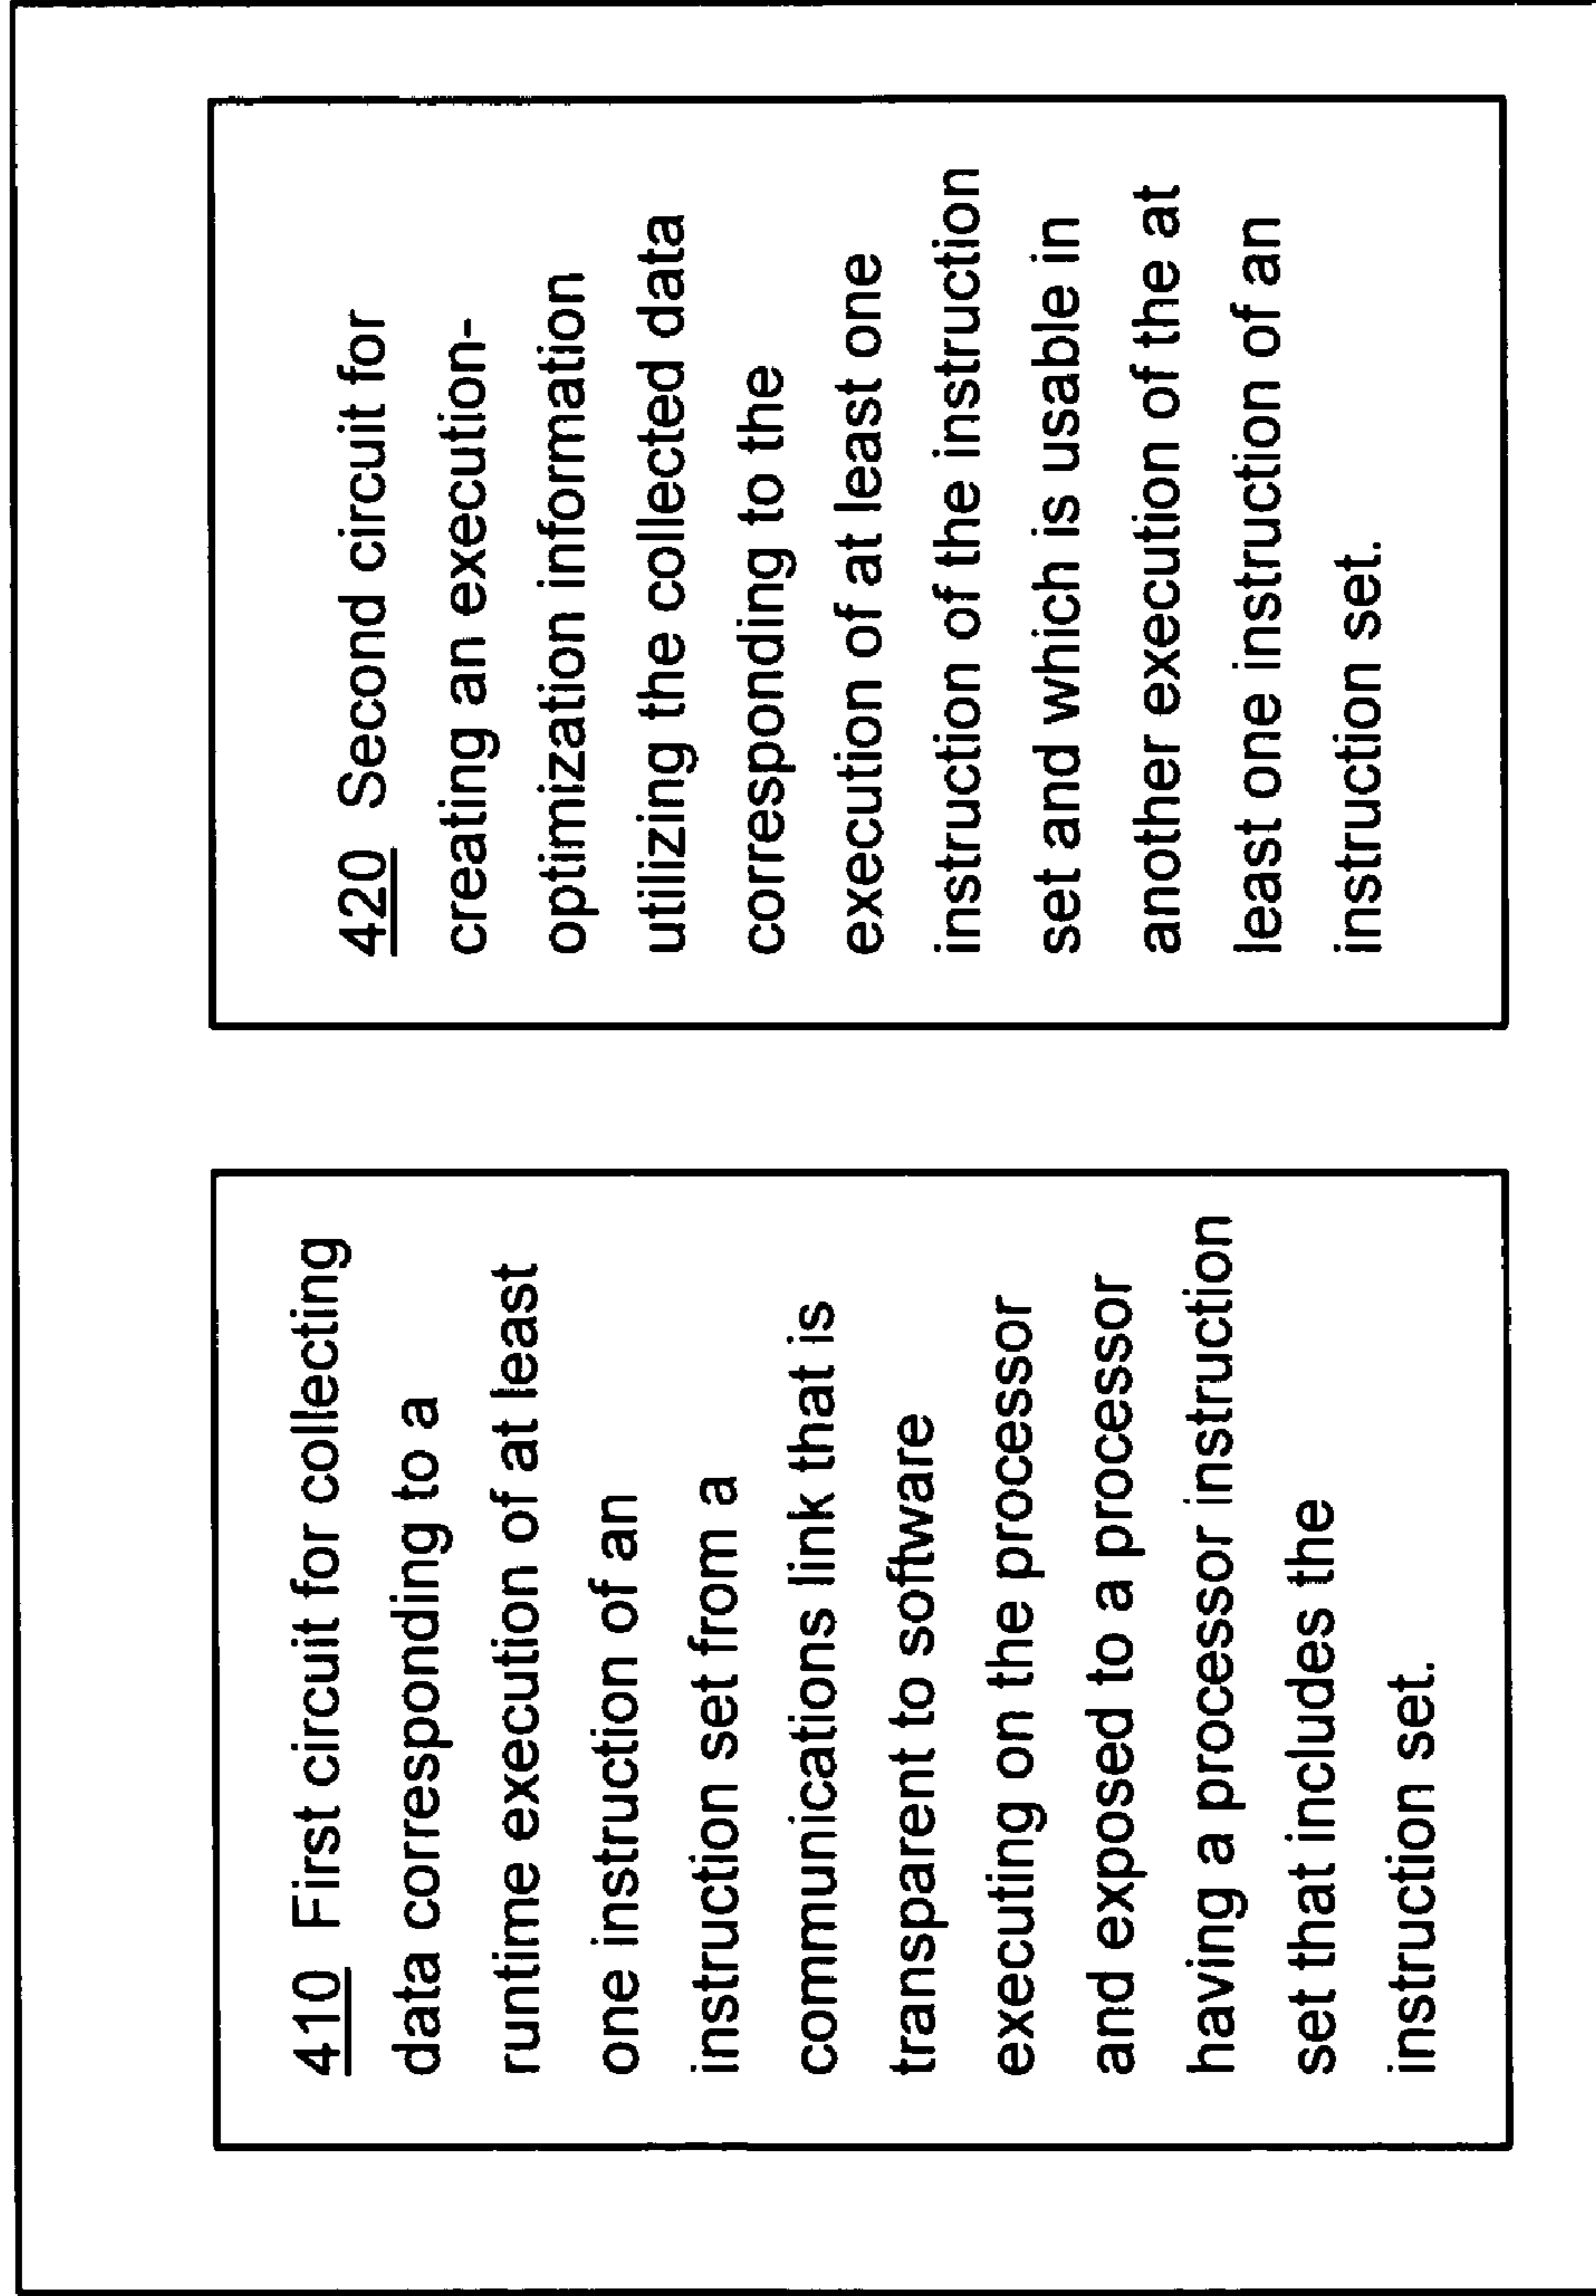 410 First circuit for collecting
data corresponding to a
runtime execution of at least
one instruction of an
instruction set from a
communications link that is
transparent to software
executing on the processor
and exposed to a processor
having a processor instruction
set that includes the
instruction set.
420 Second circuit for
creating an execution-
optimization information
utilizing the collected data
corresponding to the
execution of at least one
instruction of the instruction
set and which is usable in
another execution of the at
least one instruction of an
instruction set.